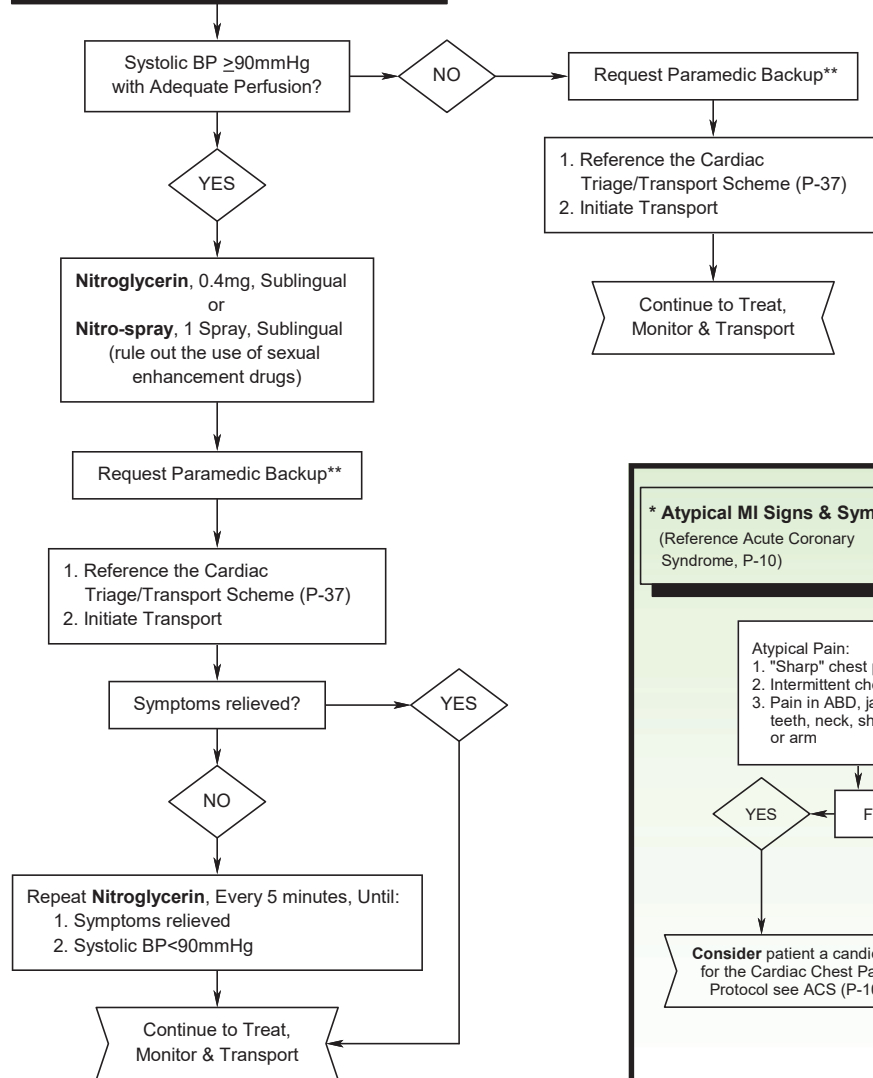 Systolic BP ≥90mmHg
with Adequate Perfusion?
NO
Request Paramedic Backup**
1. Reference the Cardiac
Triage/Transport Scheme (P-37)
2. Initiate Transport
Continue to Treat,
Monitor & Transport
YES
Nitroglycerin, 0.4mg, Sublingual
or
Nitro-spray, 1 Spray, Sublingual
(rule out the use of sexual
enhancement drugs)
Request Paramedic Backup**
1. Reference the Cardiac
Triage/Transport Scheme (P-37)
2. Initiate Transport
Symptoms relieved?
YES
NO
Repeat Nitroglycerin, Every 5 minutes, Until:
1. Symptoms relieved
2. Systolic BP<90mmHg
Continue to Treat,
Monitor & Transport
* Atypical MI Signs &
(Reference Acute Coronary
Syndrome, P-10)
Atypical Pain:
1. "Sharp" chest
2. Intermittent
3. Pain in ABD,
teeth, neck,
or arm
YES
Consider patient a
for the Cardiac Chest
Protocol see ACS